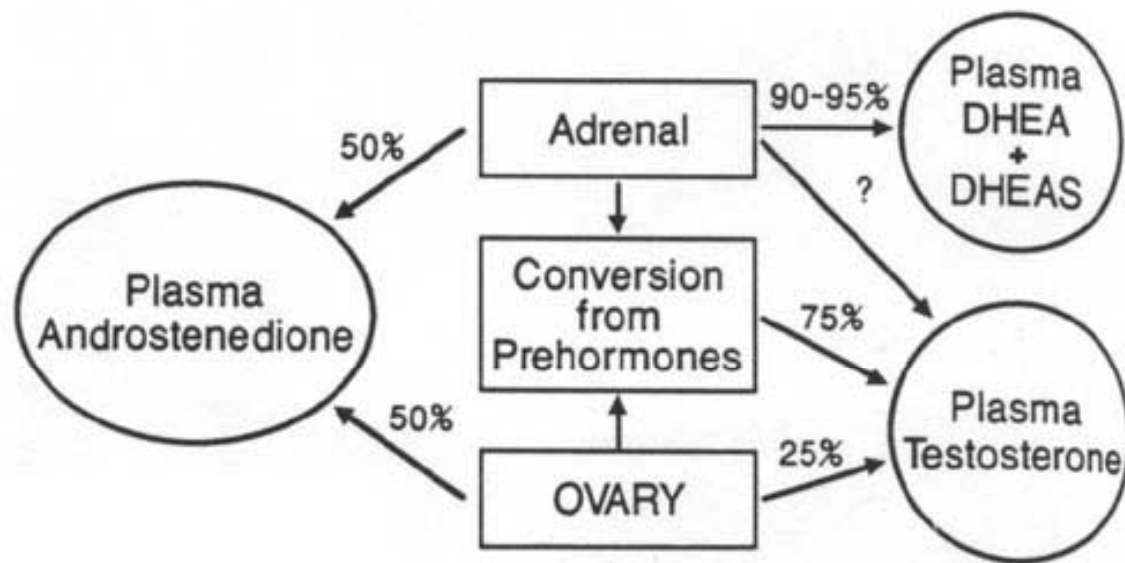 Adrenal
90-95%
Plasma
DHEA
+
DHEAS
50%
?
Plasma
Androstenedione
Conversion
from
Prehormones
75%
50%
Plasma
Testosterone
25%
OVARY